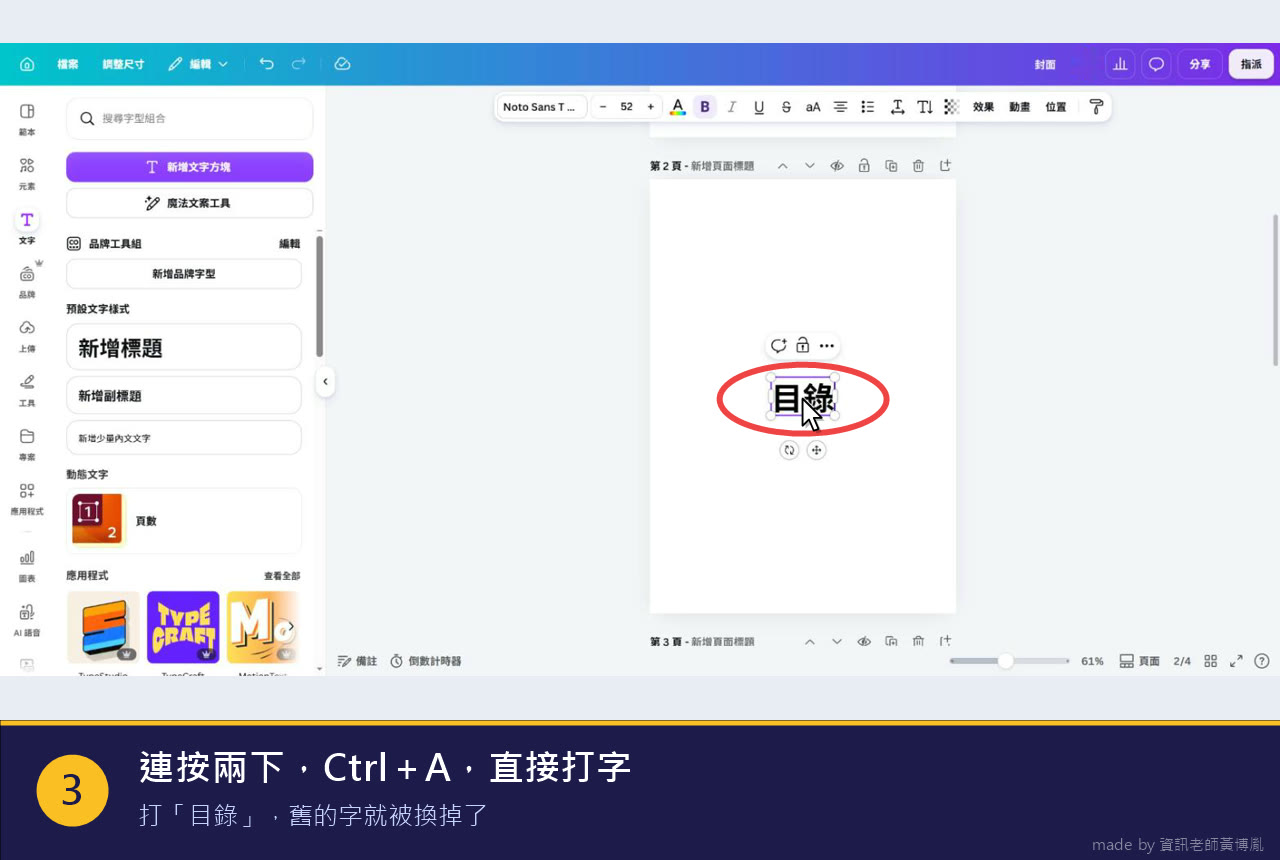 檔案 調整尺寸 編輯 封面 分享 指派
Noto Sans T ... − 52 + A B I U S aA 效果 動畫 位置
範本
元素
文字
品牌
上傳
工具
專案
應用程式
圖表
AI 語音
搜尋字型組合
新增文字方塊
魔法文案工具
品牌工具組 編輯
新增品牌字型
預設文字樣式
新增標題
新增副標題
新增少量內文文字
動態文字
1 2 頁數
應用程式 查看全部
TYPE CRAFT Mo
TypeStudio TypeCraft MotionText
第 2 頁 - 新增頁面標題
目錄
第 3 頁 - 新增頁面標題
備註 倒數計時器 61% 頁面 2/4
3
連按兩下，Ctrl + A，直接打字
打「目錄」，舊的字就被換掉了
made by 資訊老師黃博胤